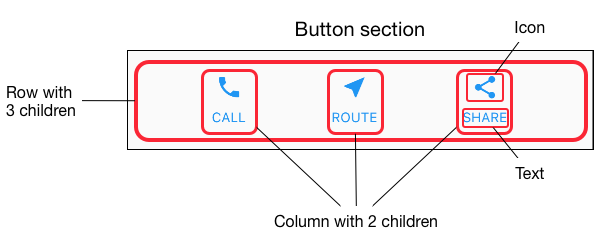 Button section
Icon
Row with
3 children
CALL
ROUTE
SHARE
Text
Column with 2 children